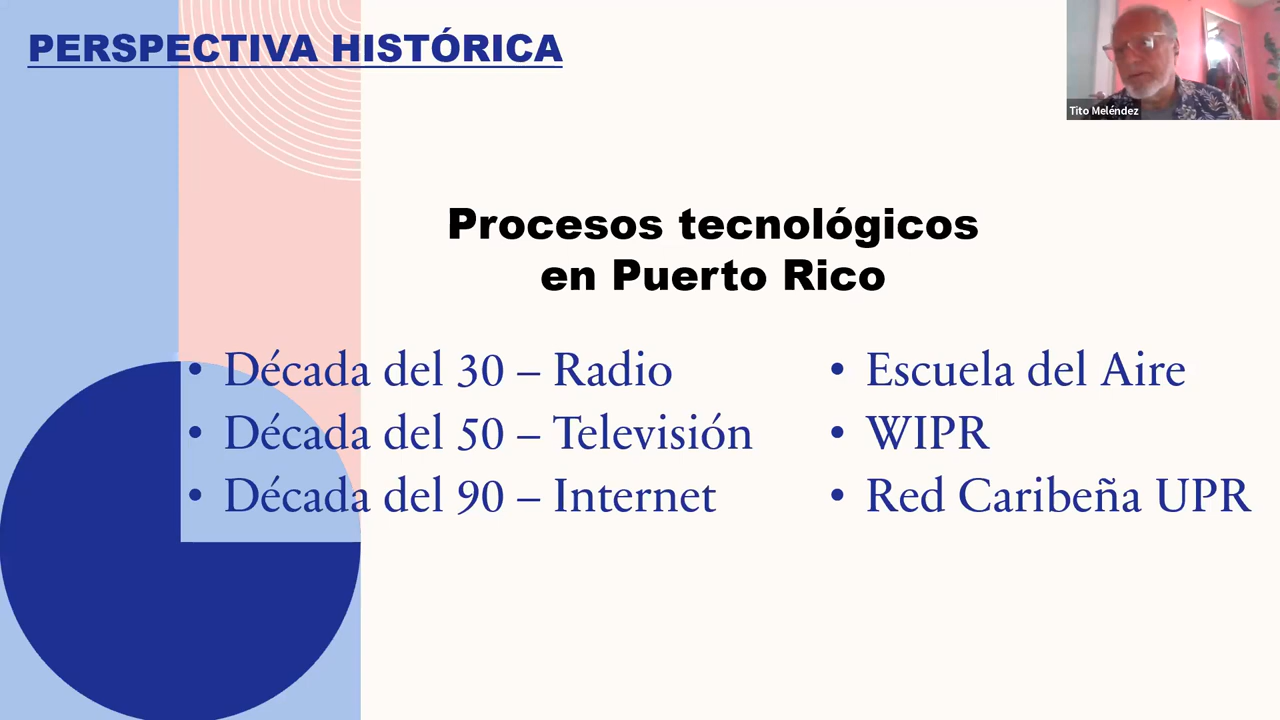 PERSPECTIVA HISTÓRICA
Tito Meléndez
Procesos tecnológicos
en Puerto Rico
• Década del 30 – Radio
• Década del 50 – Televisión
• Década del 90 – Internet
• Escuela del Aire
• WIPR
• Red Caribeña UPR